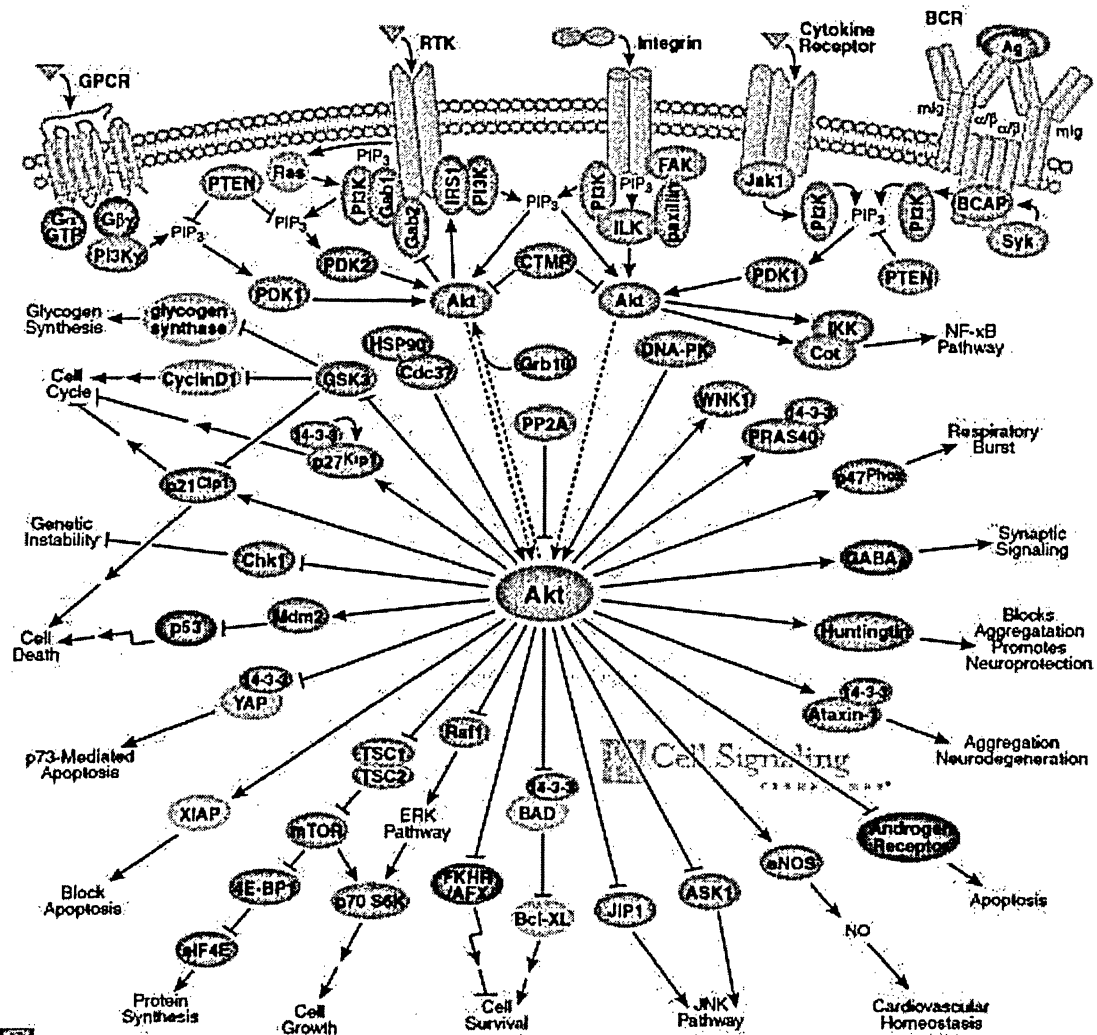 GPCR
RTK
Integrin
Cytokine
Receptor
BCR
Ag
mIg
α/β
α/β
mIg
PTEN
Ras
PIP3
PI3K
Gab1
Gab2
IRS1
PI3K
PIP3
PI3K
PIP3
FAK
paxillin
ILK
Jak1
PI3K
PIP3
PI3K
BCAP
Syk
GTP
Gβγ
PI3Kγ
PIP3
PIP3
PDK2
PDK1
Akt
CTMP
Akt
PDK1
PTEN
Glycogen
Synthesis
glycogen
synthase
HSP90
Cdc37
Grb10
DNA-PK
IKK
Cot
NF-κB
Pathway
Cell
Cycle
CyclinD1
GSK3
PP2A
WNK1
14-3-3
PRAS40
14-3-3
p27Kip1
p21Cip1
p47Phox
Respiratory
Burst
Genetic
Instability
Chk1
Akt
GABAA
Synaptic
Signaling
Cell
Death
p53
Mdm2
Huntingtin
Blocks
Aggregatation
Promotes
Neuroprotection
14-3-3
YAP
p73-Mediated
Apoptosis
14-3-3
Ataxin-1
Aggregation
Neurodegeneration
TSC1
TSC2
Raf1
Cell Signaling
XIAP
mTOR
ERK
Pathway
14-3-3
BAD
eNOS
Androgen
Receptor
Block
Apoptosis
4E-BP1
p70 S6K
FKHR
/AFX
Bcl-XL
JIP1
ASK1
Apoptosis
eIF4E
NO
Protein
Synthesis
Cell
Growth
Cell
Survival
JNK
Pathway
Cardiovascular
Homeostasis